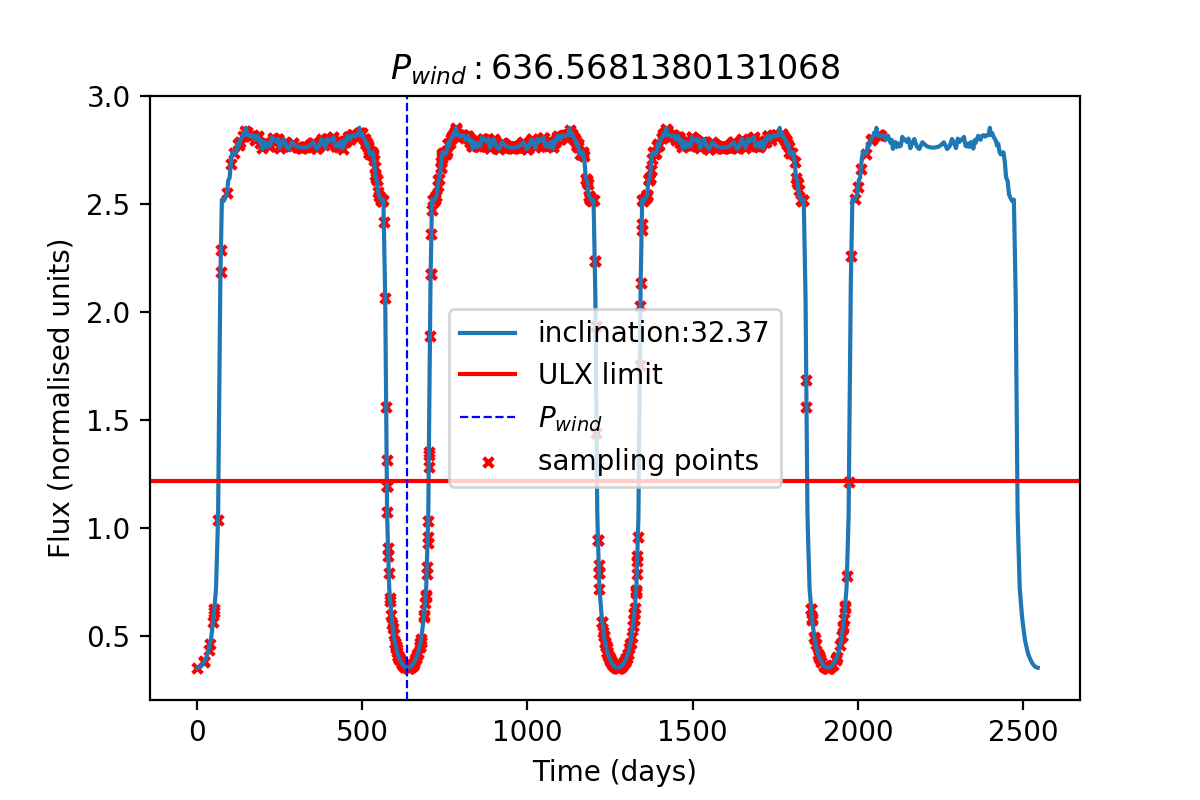 P_wind : 636.5681380131068
3.0
2.5
2.0
1.5
1.0
0.5
Flux (normalised units)
inclination:32.37
ULX limit
P_wind
sampling points
0 500 1000 1500 2000 2500
Time (days)